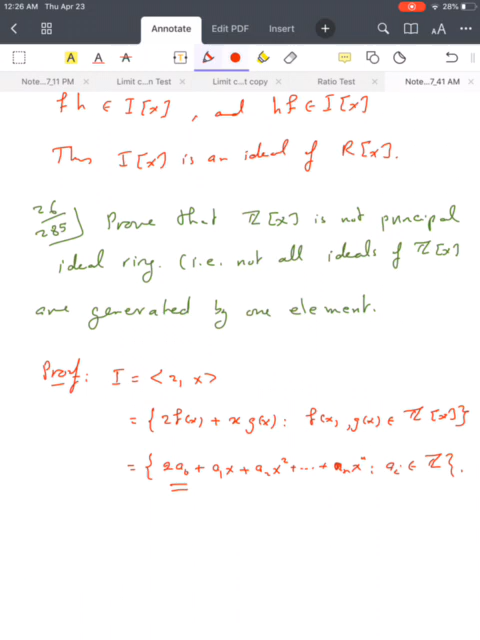 12:26 AM Thu Apr 23
28%
Annotate Edit PDF Insert
Note...7_11 PM
Limit c...n Test
Limit c...t copy
Ratio Test
Note...7_41 AM
fh ∈ I[x] , and hf ∈ I[x]
Thus I[x] is an ideal of R[x].
26/285) Prove that ℤ[x] is not principal
ideal ring. (i.e. not all ideals of ℤ[x]
are generated by one element.
Proof: I = <2, x>
= {2f(x) + x g(x): f(x), g(x) ∈ ℤ[x]}
= {2a₀ + a₁x + a₂x² + ... + aₙxⁿ: aᵢ ∈ ℤ}.